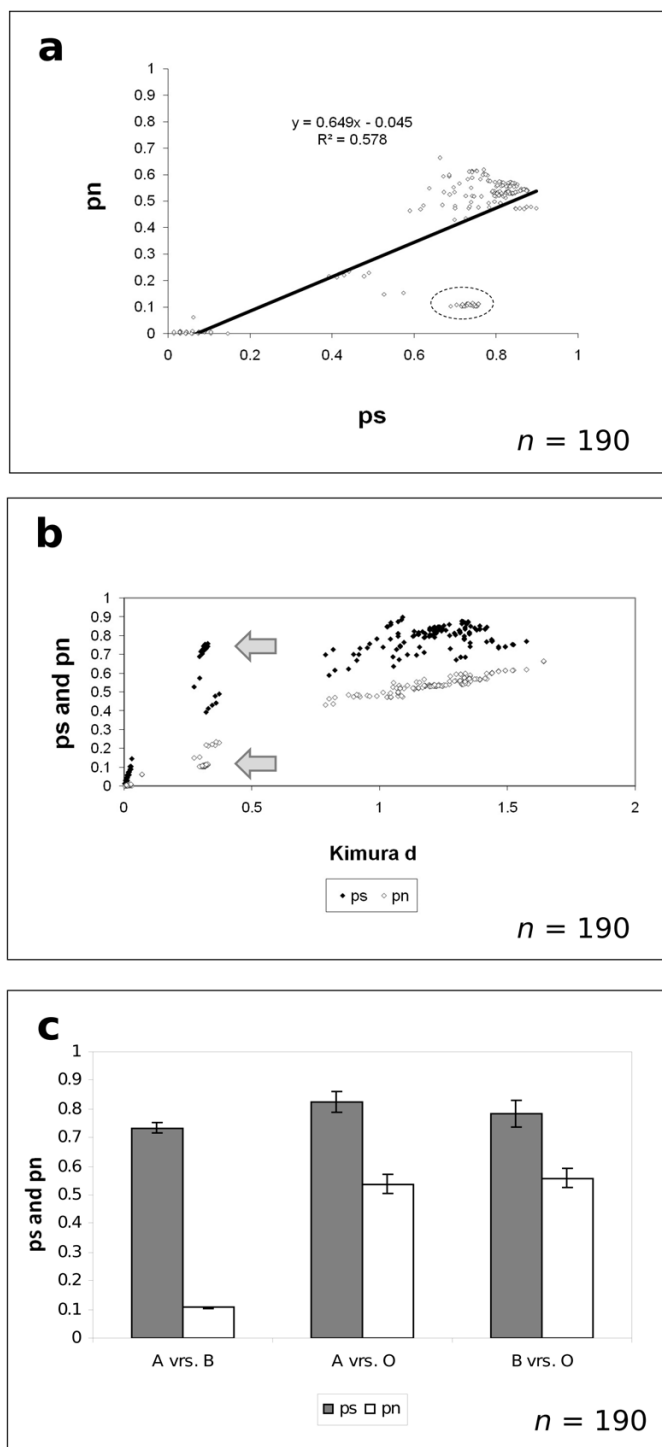 a
1
0.9
0.8
0.7
0.6
0.5
0.4
0.3
0.2
0.1
0
y = 0.649x - 0.045
R² = 0.578
pn
0 0.2 0.4 0.6 0.8 1
ps
n = 190
b
1
0.9
0.8
0.7
0.6
0.5
0.4
0.3
0.2
0.1
0
ps and pn
0 0.5 1 1.5 2
Kimura d
ps pn
n = 190
c
1
0.9
0.8
0.7
0.6
0.5
0.4
0.3
0.2
0.1
0
ps and pn
A vrs. B A vrs. O B vrs. O
ps pn
n = 190